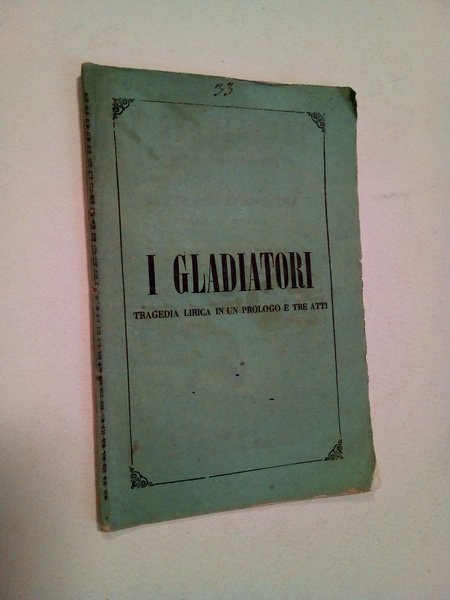 33
I GLADIATORI
TRAGEDIA LIRICA IN UN PROLOGO E TRE ATTI